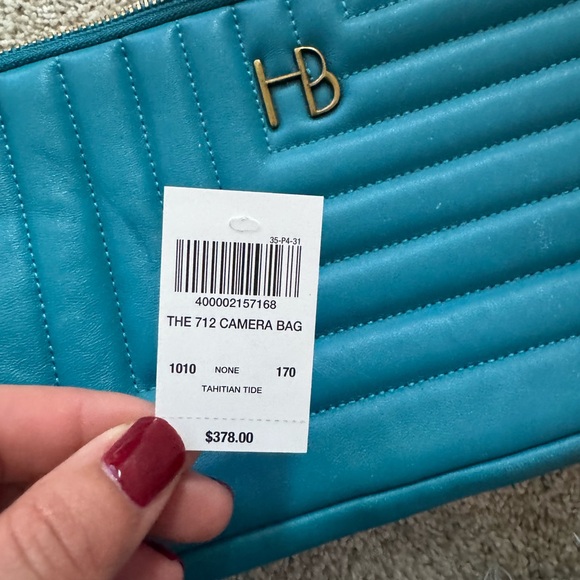 HB
35-P4-31
400002157168
THE 712 CAMERA BAG
1010 NONE 170
TAHITIAN TIDE
$378.00